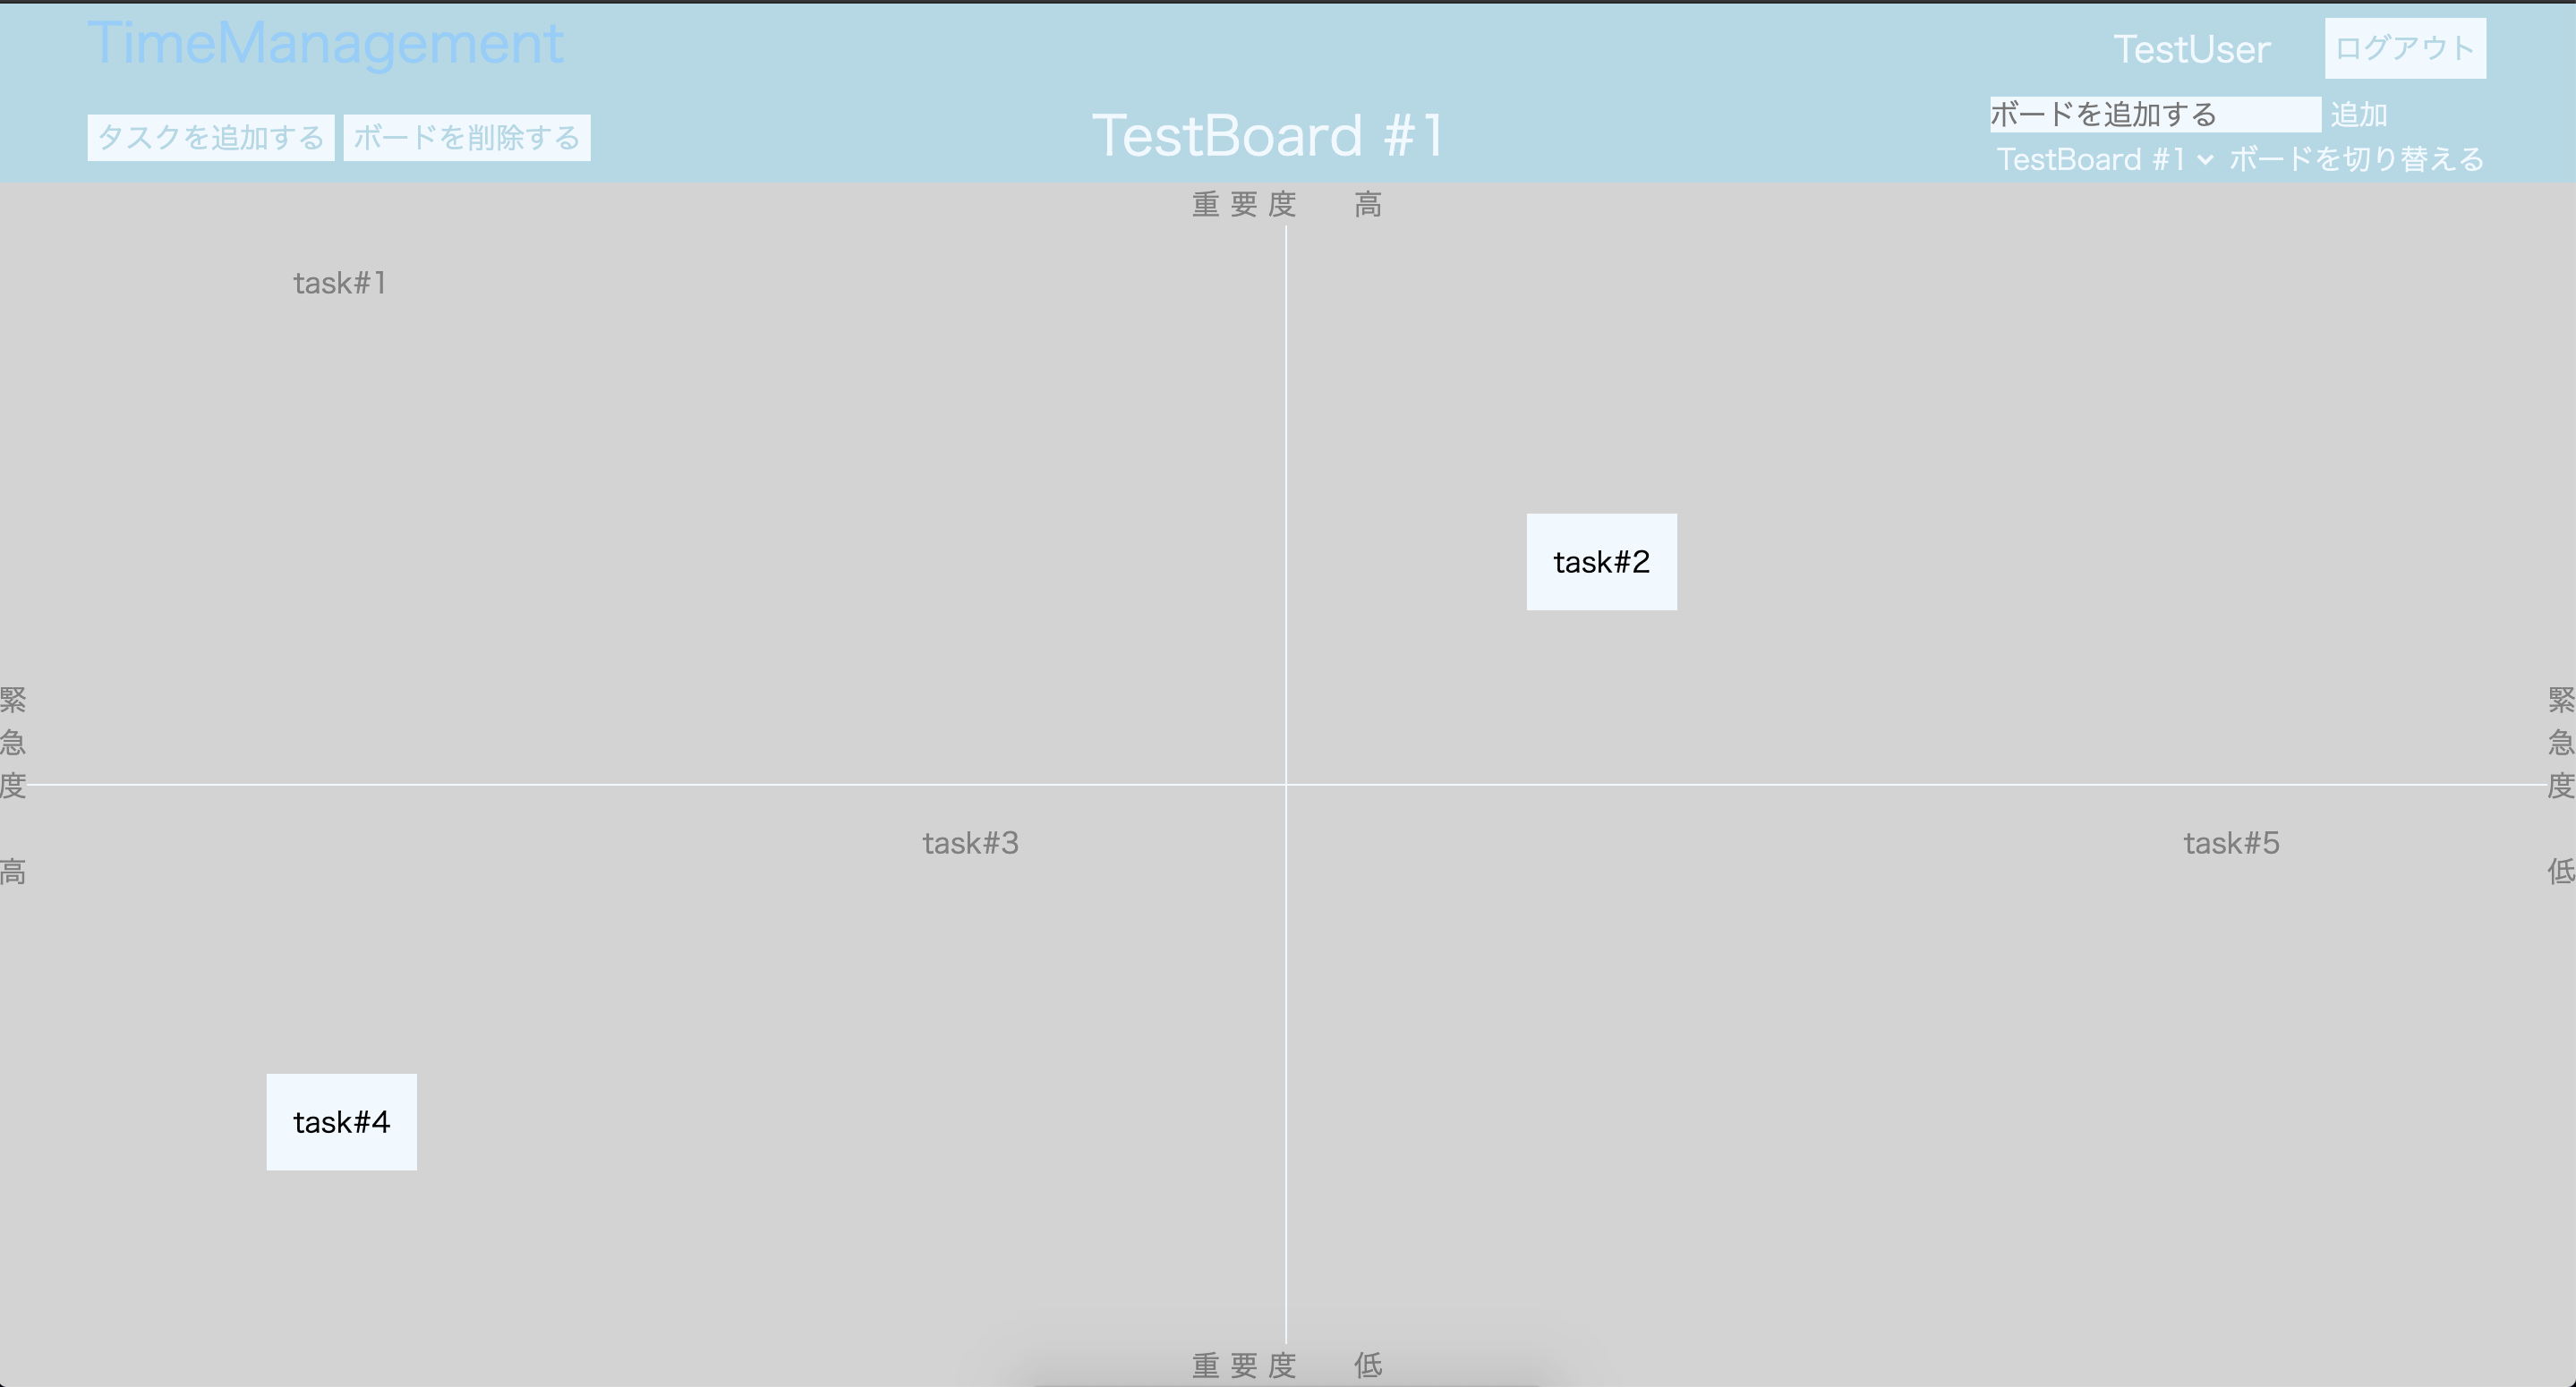 TimeManagement
TestUser
ログアウト
タスクを追加する
ボードを削除する
TestBoard #1
ボードを追加する
追加
TestBoard #1
ボードを切り替える
重要度　高
task#1
task#2
緊急度　高
緊急度　低
task#3
task#5
task#4
重要度　低